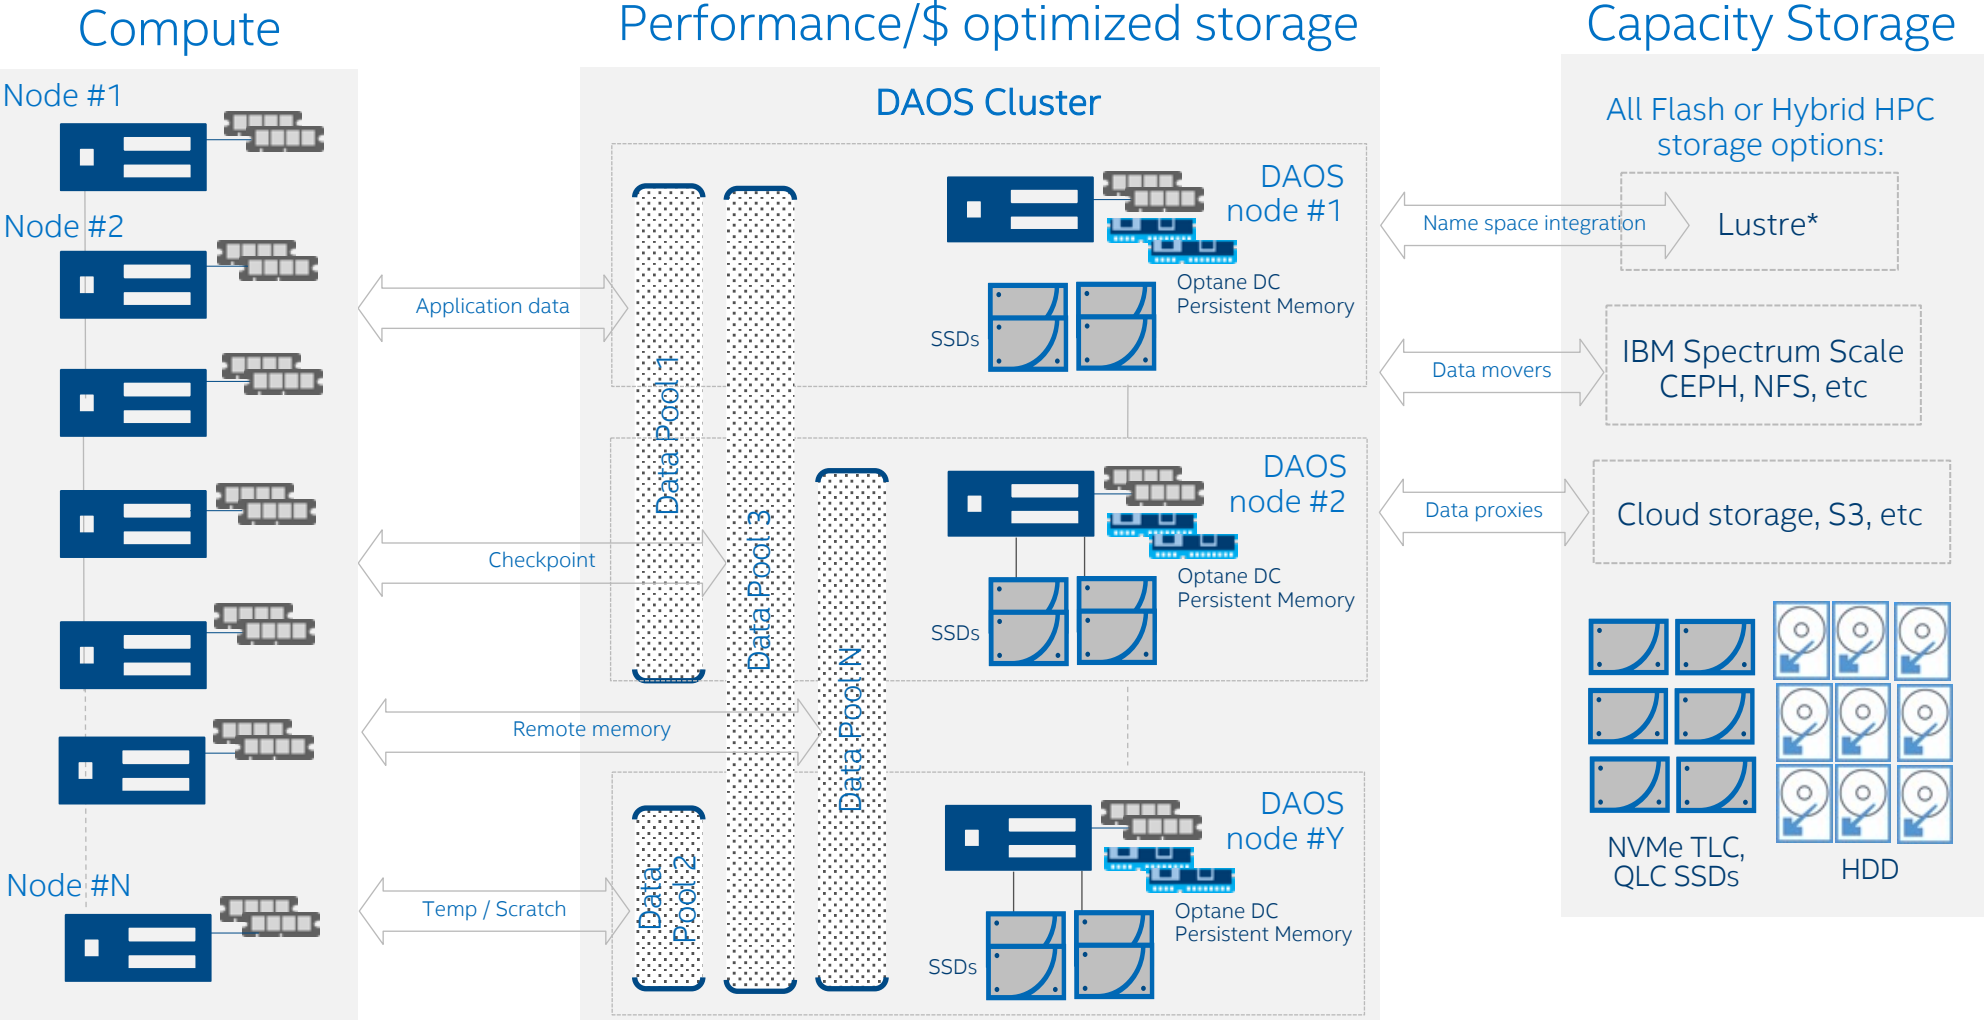 Compute
Performance/$ optimized storage
Capacity Storage
Node #1
Node #2
Node #N
Application data
Checkpoint
Remote memory
Temp / Scratch
DAOS Cluster
Data Pool 1
Data Pool 3
Data Pool N
Data
Pool 2
DAOS
node #1
Optane DC
Persistent Memory
SSDs
DAOS
node #2
Optane DC
Persistent Memory
SSDs
DAOS
node #Y
Optane DC
Persistent Memory
SSDs
Name space integration
Data movers
Data proxies
All Flash or Hybrid HPC
storage options:
Lustre*
IBM Spectrum Scale
CEPH, NFS, etc
Cloud storage, S3, etc
NVMe TLC,
QLC SSDs
HDD